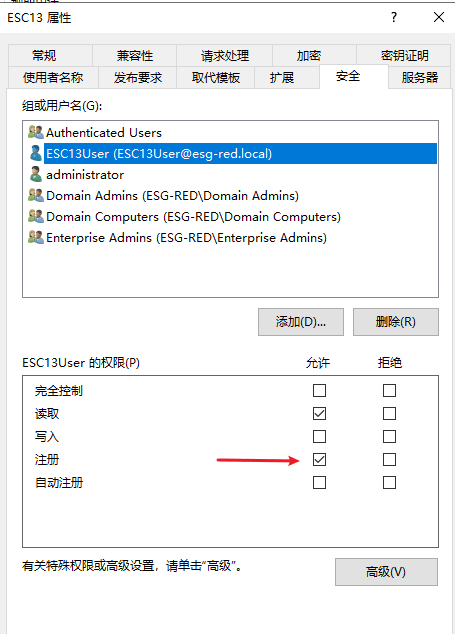 ESC13 属性
常规 兼容性 请求处理 加密 密钥证明
使用者名称 发布要求 取代模板 扩展 安全 服务器
组或用户名(G):
Authenticated Users
ESC13User (ESC13User@esg-red.local)
administrator
Domain Admins (ESG-RED\Domain Admins)
Domain Computers (ESG-RED\Domain Computers)
Enterprise Admins (ESG-RED\Enterprise Admins)
添加(D)... 删除(R)
ESC13User 的权限(P) 允许 拒绝
完全控制
读取
写入
注册
自动注册
有关特殊权限或高级设置，请单击“高级”。
高级(V)